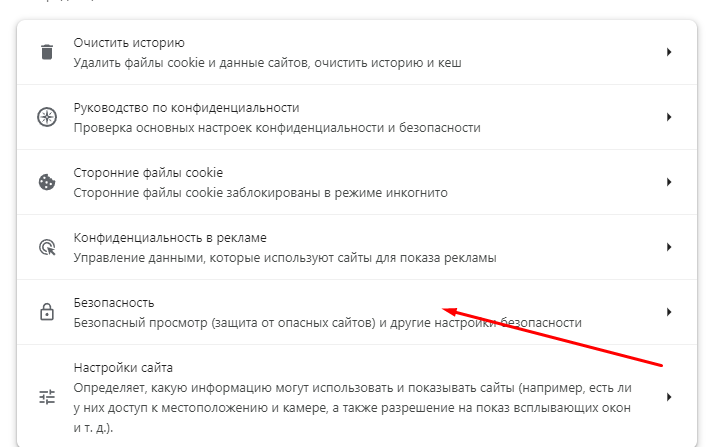 Очистить историю
Удалить файлы cookie и данные сайтов, очистить историю и кеш
Руководство по конфиденциальности
Проверка основных настроек конфиденциальности и безопасности
Сторонние файлы cookie
Сторонние файлы cookie заблокированы в режиме инкогнито
Конфиденциальность в рекламе
Управление данными, которые используют сайты для показа рекламы
Безопасность
Безопасный просмотр (защита от опасных сайтов) и другие настройки безопасности
Настройки сайта
Определяет, какую информацию могут использовать и показывать сайты (например, есть ли
у них доступ к местоположению и камере, а также разрешение на показ всплывающих окон
и т. д.).